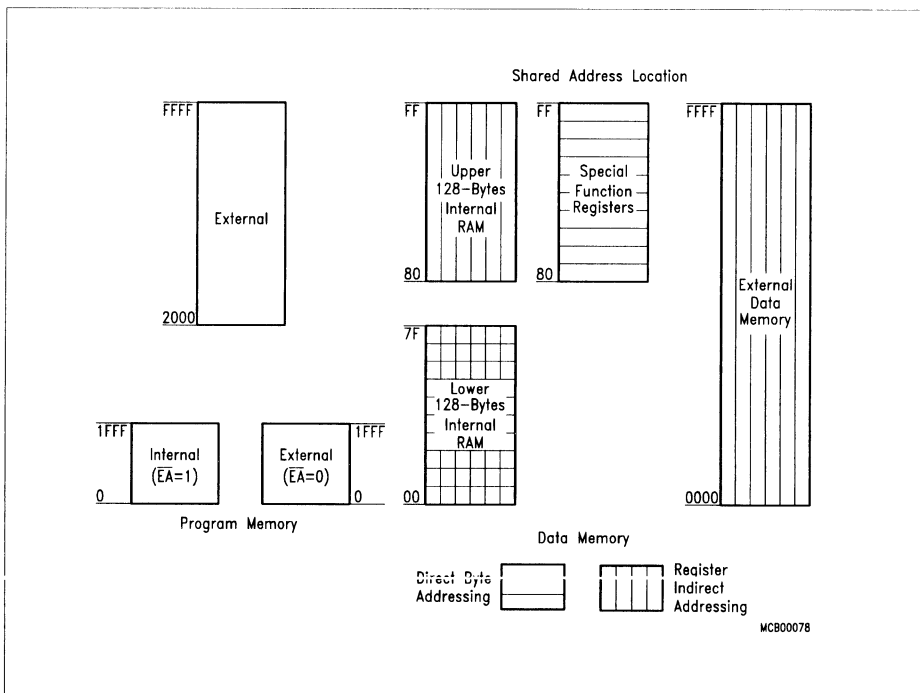 Shared Address Location
FFFF
External
2000
1FFF
Internal
(EA=1)
0
1FFF
External
(EA=0)
0
Program Memory
FF
Upper
128-Bytes
Internal
RAM
80
FF
Special
Function
Registers
80
7F
Lower
128-Bytes
Internal
RAM
00
FFFF
External
Data
Memory
0000
Data Memory
Direct Byte
Addressing
Register
Indirect
Addressing
MCB00078